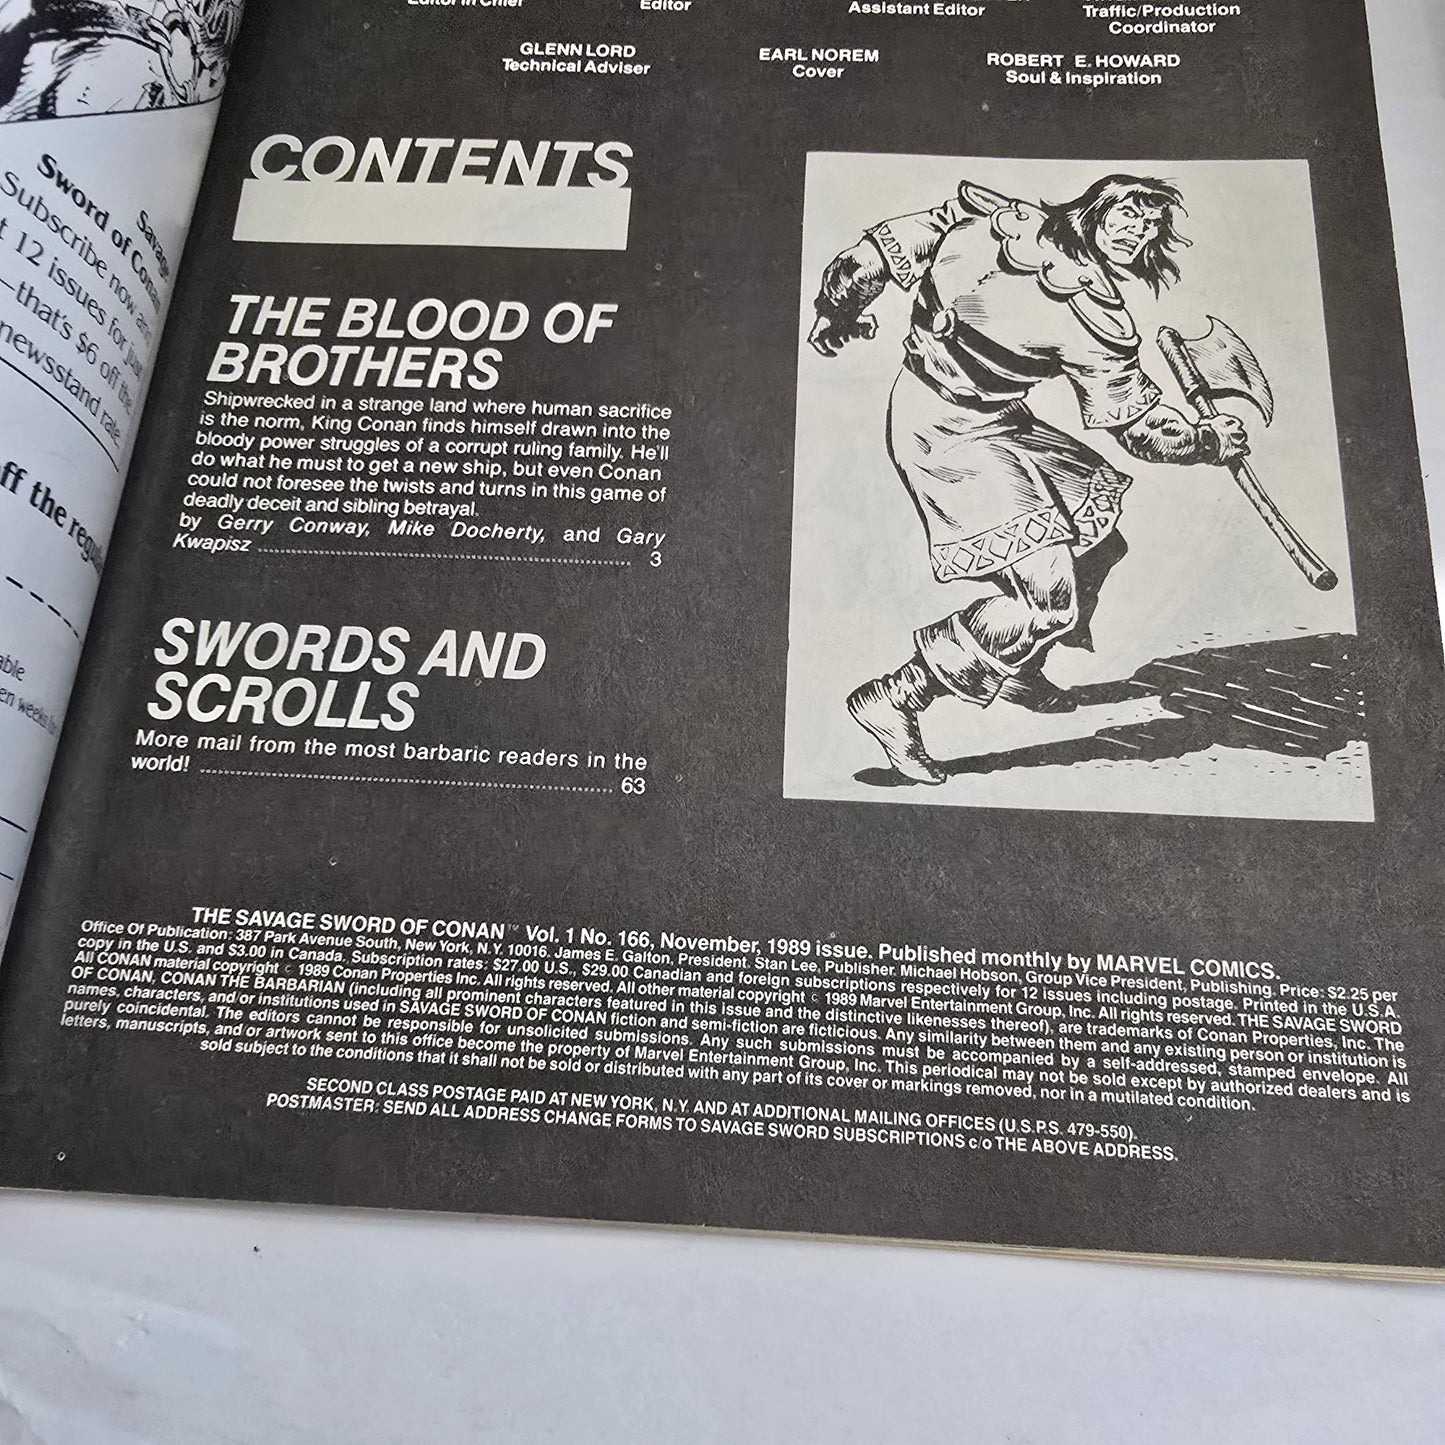 Editor in Chief
Editor
Assistant Editor
Traffic/Production
Coordinator
GLENN LORD
Technical Adviser
EARL NOREM
Cover
ROBERT E. HOWARD
Soul & Inspiration
CONTENTS
THE BLOOD OF
BROTHERS
Shipwrecked in a strange land where human sacrifice
is the norm, King Conan finds himself drawn into the
bloody power struggles of a corrupt ruling family. He'll
do what he must to get a new ship, but even Conan
could not foresee the twists and turns in this game of
deadly deceit and sibling betrayal.
by Gerry Conway, Mike Docherty, and Gary
Kwapisz 3
SWORDS AND
SCROLLS
More mail from the most barbaric readers in the
world! 63
THE SAVAGE SWORD OF CONAN™ Vol. 1 No. 166, November, 1989 issue. Published monthly by MARVEL COMICS.
Office Of Publication: 387 Park Avenue South, New York, N.Y. 10016. James E. Galton, President. Stan Lee, Publisher. Michael Hobson, Group Vice President, Publishing. Price: $2.25 per
copy in the U.S. and $3.00 in Canada. Subscription rates: $27.00 U.S., $29.00 Canadian and foreign subscriptions respectively for 12 issues including postage. Printed in the U.S.A.
All CONAN material copyright © 1989 Conan Properties Inc. All rights reserved. All other material copyright © 1989 Marvel Entertainment Group, Inc. All rights reserved. THE SAVAGE SWORD
OF CONAN, CONAN THE BARBARIAN (including all prominent characters featured in this issue and the distinctive likenesses thereof), are trademarks of Conan Properties, Inc. The
names, characters, and/or institutions used in SAVAGE SWORD OF CONAN fiction and semi-fiction are ficticious. Any similarity between them and any existing person or institution is
purely coincidental. The editors cannot be responsible for unsolicited submissions. Any such submissions must be accompanied by a self-addressed, stamped envelope. All
letters, manuscripts, and/or artwork sent to this office become the property of Marvel Entertainment Group, Inc. This periodical may not be sold except by authorized dealers and is
sold subject to the conditions that it shall not be sold or distributed with any part of its cover or markings removed, nor in a mutilated condition.
SECOND CLASS POSTAGE PAID AT NEW YORK, N.Y. AND AT ADDITIONAL MAILING OFFICES (U.S.P.S. 479-550).
POSTMASTER: SEND ALL ADDRESS CHANGE FORMS TO SAVAGE SWORD SUBSCRIPTIONS c/o THE ABOVE ADDRESS.
Savage
Sword of Conan
Subscribe now and
12 issues for just
—that's $6 off the
newsstand rate,
off the regular